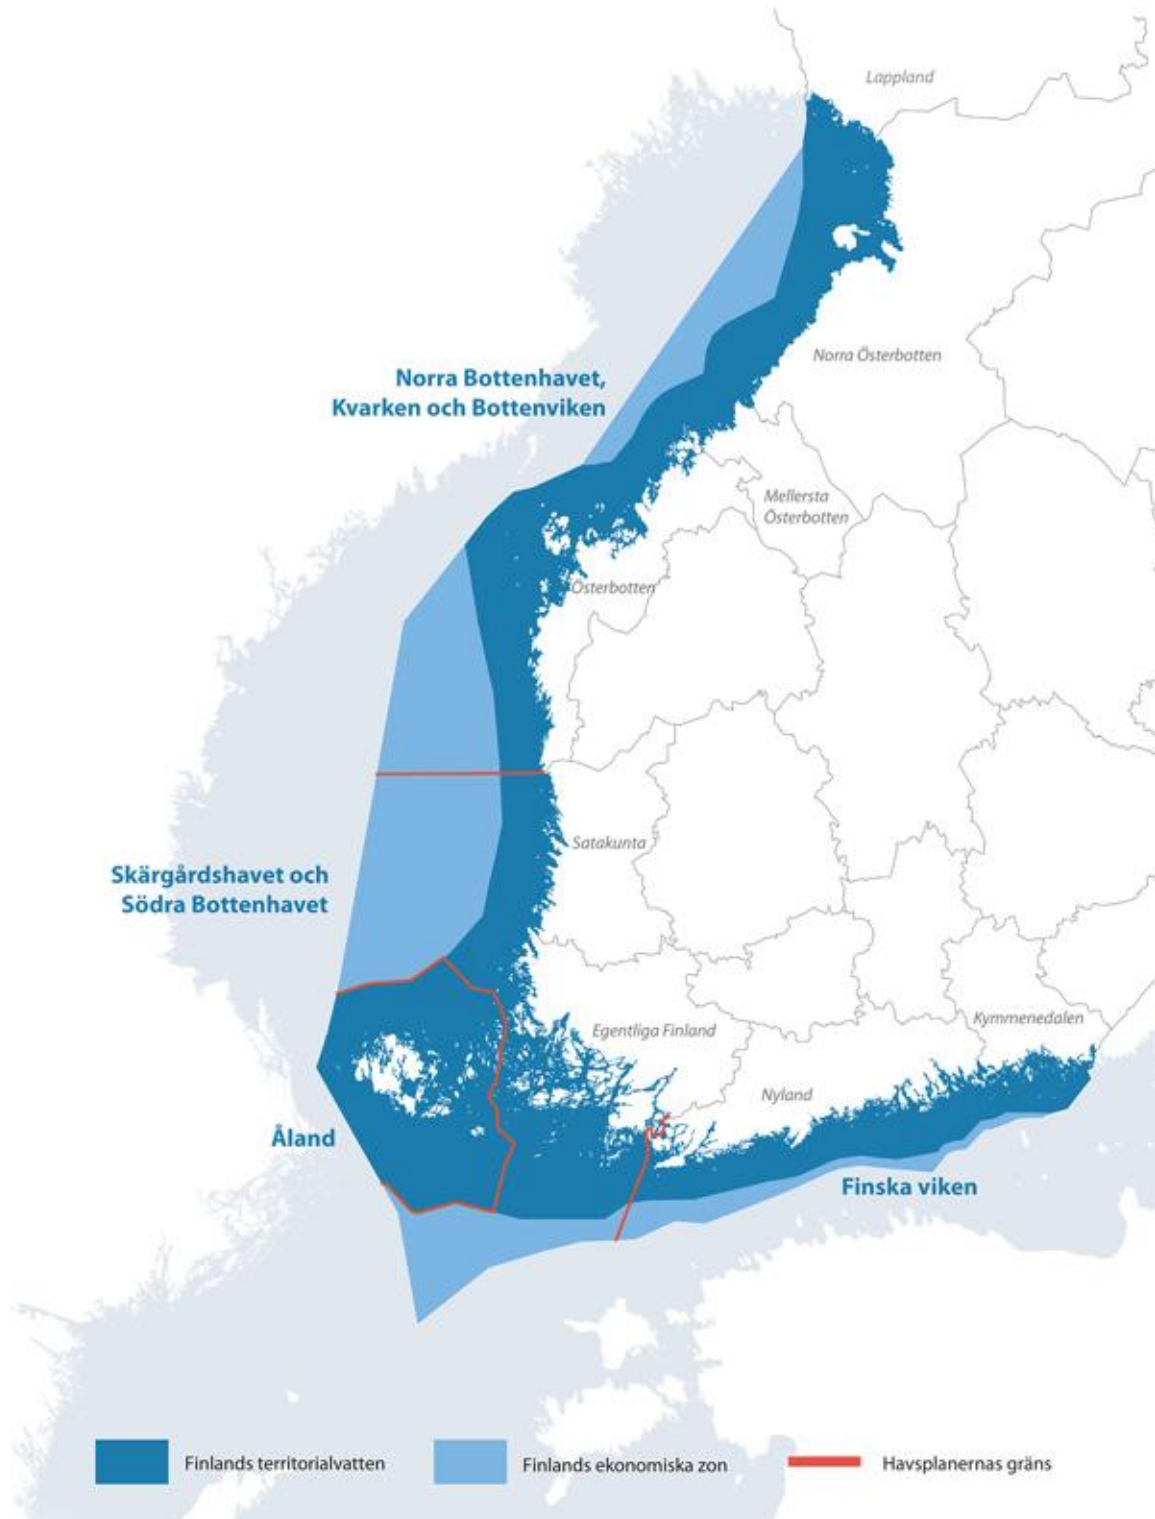 Lappland
Norra Österbotten
Norra Bottenhavet,
Kvarken och Bottenviken
Mellersta
Österbotten
Österbotten
Satakunta
Skärgårdshavet och
Södra Bottenhavet
Kymmenedalen
Egentliga Finland
Nyland
Åland
Finska viken
Finlands territorialvatten
Finlands ekonomiska zon
Havsplanernas gräns